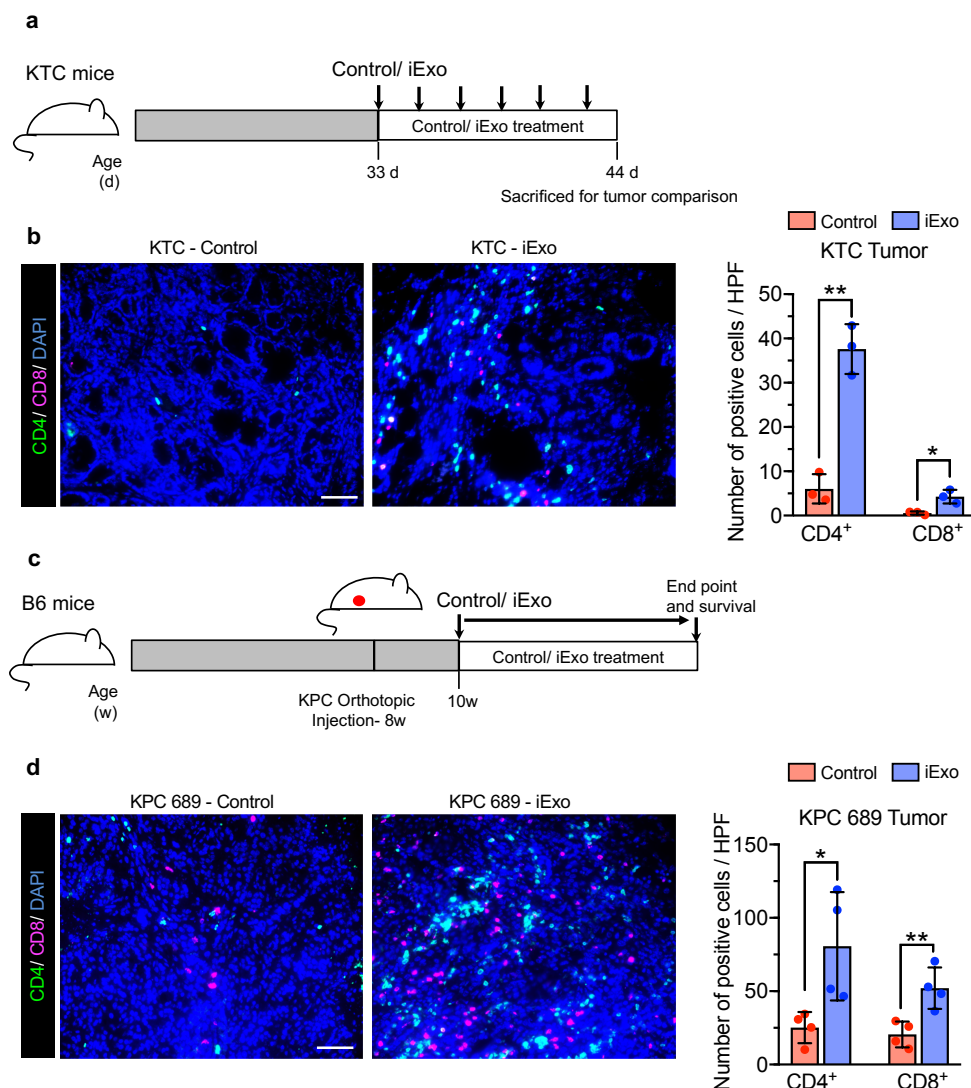 a
KTC mice
Control/ iExo
Control/ iExo treatment
Age
(d)
33 d
44 d
Sacrificed for tumor comparison
b
KTC - Control
KTC - iExo
CD4/ CD8/ DAPI
Control
iExo
KTC Tumor
Number of positive cells / HPF
50
40
30
20
10
0
**
*
CD4+
CD8+
c
B6 mice
Control/ iExo
End point
and survival
Control/ iExo treatment
Age
(w)
KPC Orthotopic
Injection- 8w
10w
d
KPC 689 - Control
KPC 689 - iExo
CD4/ CD8/ DAPI
Control
iExo
KPC 689 Tumor
Number of positive cells / HPF
150
100
50
0
*
**
CD4+
CD8+